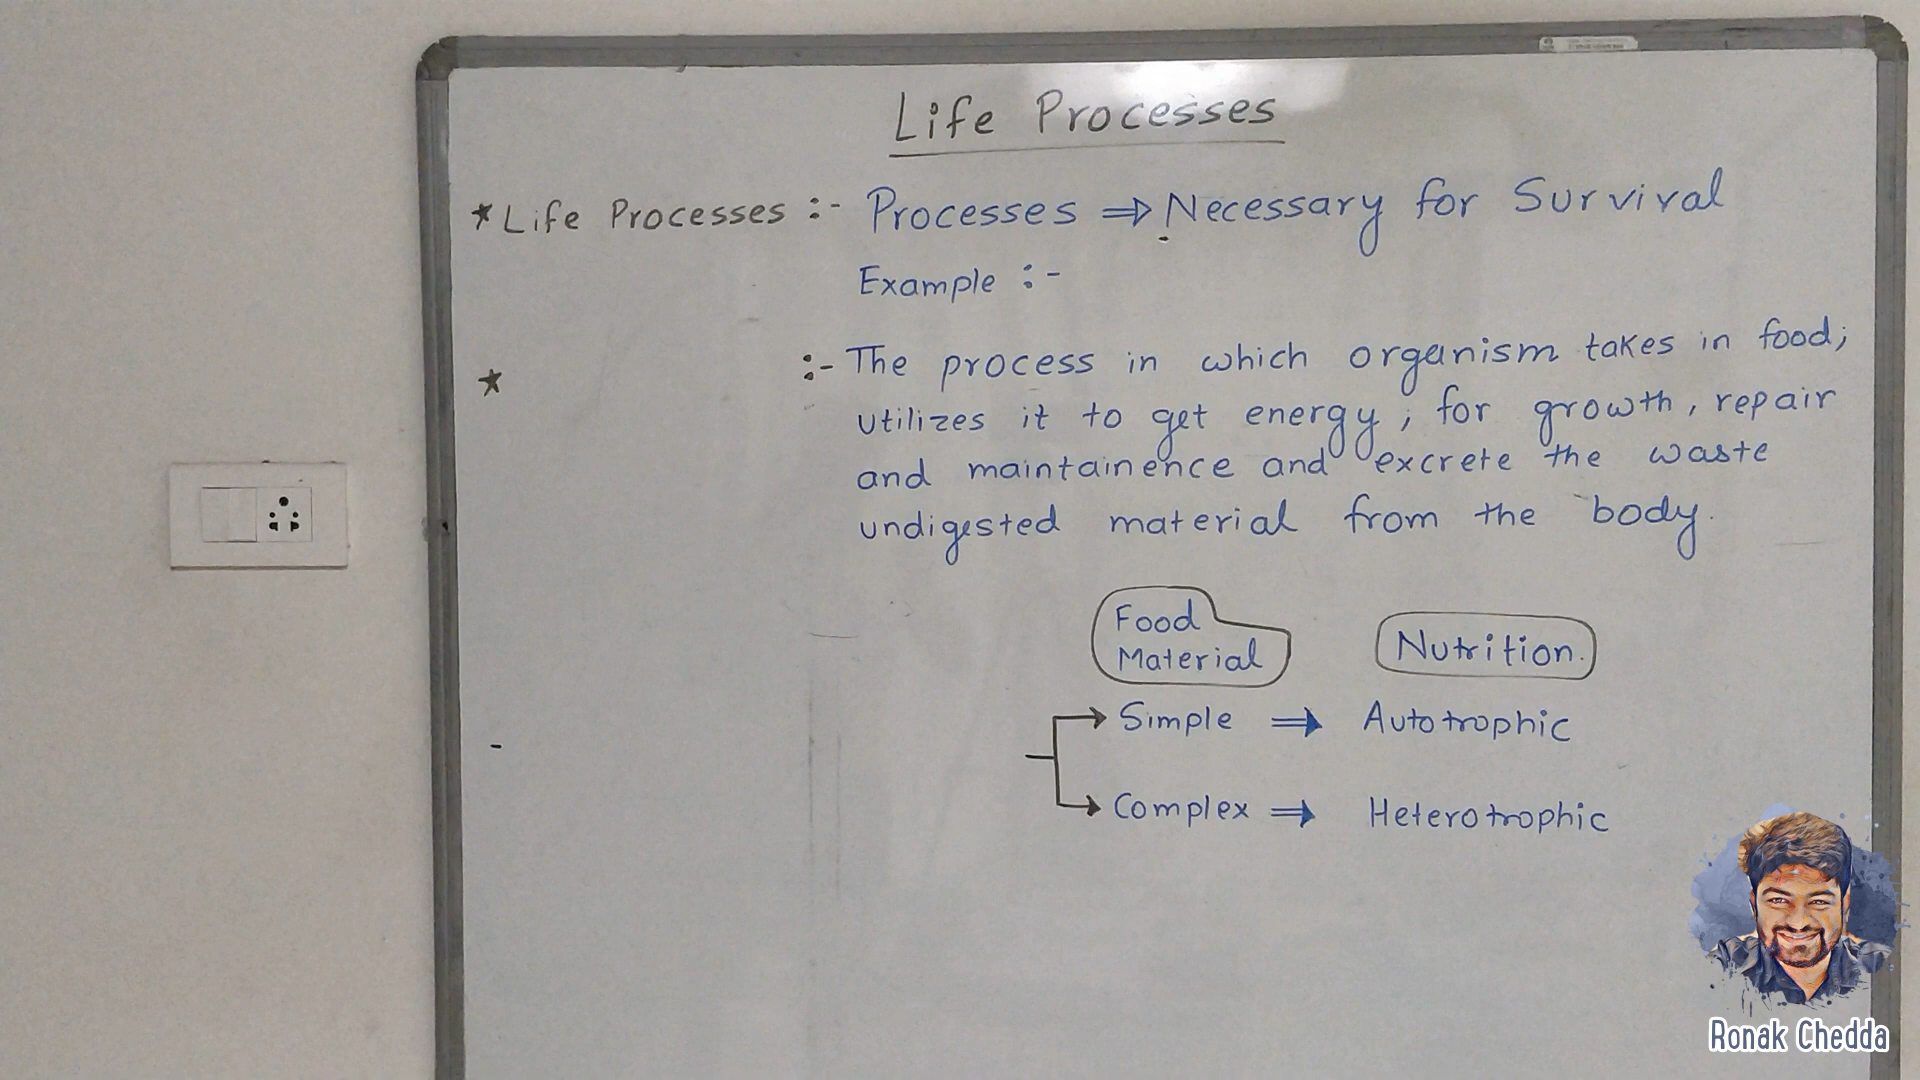 Life Processes
* Life Processes :- Processes ⇒ Necessary for Survival
Example :-
* :- The process in which organism takes in food;
utilizes it to get energy, for growth, repair
and maintainence and excrete the waste
undigested material from the body.
Food
Material
Nutrition.
→ Simple ⇒ Autotrophic
-
→ Complex ⇒ Heterotrophic
Ronak Chedda